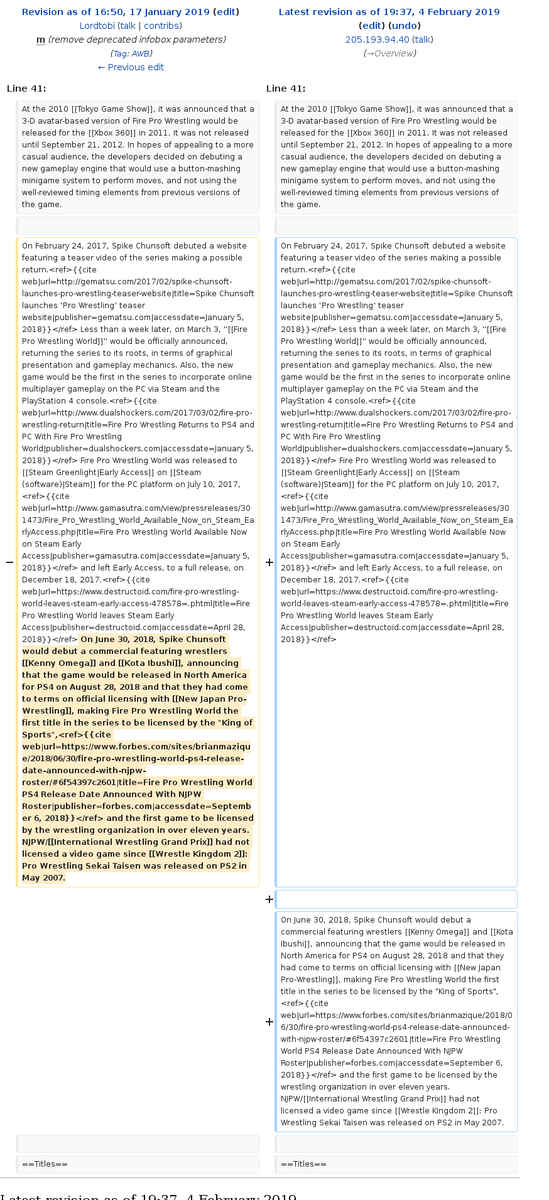 Revision as of 16:50, 17 January 2019 (edit)
Lordtobi (talk | contribs)
m (remove deprecated infobox parameters)
(Tag: AWB)
← Previous edit
Latest revision as of 19:37, 4 February 2019
(edit) (undo)
205.193.94.40 (talk)
(→Overview)
Line 41:
Line 41:
At the 2010 [[Tokyo Game Show]], it was announced that a
3-D avatar-based version of Fire Pro Wrestling would be
released for the [[Xbox 360]] in 2011. It was not released
until September 21, 2012. In hopes of appealing to a more
casual audience, the developers decided on debuting a
new gameplay engine that would use a button-mashing
minigame system to perform moves, and not using the
well-reviewed timing elements from previous versions of
the game.
At the 2010 [[Tokyo Game Show]], it was announced that a
3-D avatar-based version of Fire Pro Wrestling would be
released for the [[Xbox 360]] in 2011. It was not released
until September 21, 2012. In hopes of appealing to a more
casual audience, the developers decided on debuting a
new gameplay engine that would use a button-mashing
minigame system to perform moves, and not using the
well-reviewed timing elements from previous versions of
the game.
−
On February 24, 2017, Spike Chunsoft debuted a website
featuring a teaser video of the series making a possible
return.<ref>{{cite
web|url=http://gematsu.com/2017/02/spike-chunsoft-
launches-pro-wrestling-teaser-website|title=Spike Chunsoft
launches 'Pro Wrestling' teaser
website|publisher=gematsu.com|accessdate=January 5,
2018}}</ref> Less than a week later, on March 3, "[[Fire
Pro Wrestling World]]" would be officially announced,
returning the series to its roots, in terms of graphical
presentation and gameplay mechanics. Also, the new
game would be the first in the series to incorporate online
multiplayer gameplay on the PC via Steam and the
PlayStation 4 console.<ref>{{cite
web|url=http://www.dualshockers.com/2017/03/02/fire-pro-
wrestling-return|title=Fire Pro Wrestling Returns to PS4 and
PC With Fire Pro Wrestling
World|publisher=dualshockers.com|accessdate=January 5,
2018}}</ref> Fire Pro Wrestling World was released to
[[Steam Greenlight|Early Access]] on [[Steam
(software)|Steam]] for the PC platform on July 10, 2017,
<ref>{{cite
web|url=http://www.gamasutra.com/view/pressreleases/30
1473/Fire_Pro_Wrestling_World_Available_Now_on_Steam_Ea
rlyAccess.php|title=Fire Pro Wrestling World Available Now
on Steam Early
Access|publisher=gamasutra.com|accessdate=January 5,
2018}}</ref> and left Early Access, to a full release, on
December 18, 2017.<ref>{{cite
web|url=https://www.destructoid.com/fire-pro-wrestling-
world-leaves-steam-early-access-478578=.phtml|title=Fire
Pro Wrestling World leaves Steam Early
Access|publisher=destructoid.com|accessdate=April 28,
2018}}</ref> On June 30, 2018, Spike Chunsoft
would debut a commercial featuring wrestlers
[[Kenny Omega]] and [[Kota Ibushi]], announcing
that the game would be released in North America
for PS4 on August 28, 2018 and that they had come
to terms on official licensing with [[New Japan Pro-
Wrestling]], making Fire Pro Wrestling World the
first title in the series to be licensed by the "King of
Sports",<ref>{{cite
web|url=https://www.forbes.com/sites/brianmaziqu
e/2018/06/30/fire-pro-wrestling-world-ps4-release-
date-announced-with-njpw-
roster/#6f54397c2601|title=Fire Pro Wrestling World
PS4 Release Date Announced With NJPW
Roster|publisher=forbes.com|accessdate=Septemb
er 6, 2018}}</ref> and the first game to be licensed
by the wrestling organization in over eleven years.
NJPW/[[International Wrestling Grand Prix]] had not
licensed a video game since [[Wrestle Kingdom 2]]:
Pro Wrestling Sekai Taisen was released on PS2 in
May 2007.
+
On February 24, 2017, Spike Chunsoft debuted a website
featuring a teaser video of the series making a possible
return.<ref>{{cite
web|url=http://gematsu.com/2017/02/spike-chunsoft-
launches-pro-wrestling-teaser-website|title=Spike Chunsoft
launches 'Pro Wrestling' teaser
website|publisher=gematsu.com|accessdate=January 5,
2018}}</ref> Less than a week later, on March 3, "[[Fire
Pro Wrestling World]]" would be officially announced,
returning the series to its roots, in terms of graphical
presentation and gameplay mechanics. Also, the new
game would be the first in the series to incorporate online
multiplayer gameplay on the PC via Steam and the
PlayStation 4 console.<ref>{{cite
web|url=http://www.dualshockers.com/2017/03/02/fire-pro-
wrestling-return|title=Fire Pro Wrestling Returns to PS4 and
PC With Fire Pro Wrestling
World|publisher=dualshockers.com|accessdate=January 5,
2018}}</ref> Fire Pro Wrestling World was released to
[[Steam Greenlight|Early Access]] on [[Steam
(software)|Steam]] for the PC platform on July 10, 2017,
<ref>{{cite
web|url=http://www.gamasutra.com/view/pressreleases/30
1473/Fire_Pro_Wrestling_World_Available_Now_on_Steam_Ea
rlyAccess.php|title=Fire Pro Wrestling World Available Now
on Steam Early
Access|publisher=gamasutra.com|accessdate=January 5,
2018}}</ref> and left Early Access, to a full release, on
December 18, 2017.<ref>{{cite
web|url=https://www.destructoid.com/fire-pro-wrestling-
world-leaves-steam-early-access-478578=.phtml|title=Fire
Pro Wrestling World leaves Steam Early
Access|publisher=destructoid.com|accessdate=April 28,
2018}}</ref>
+
+
On June 30, 2018, Spike Chunsoft would debut a
commercial featuring wrestlers [[Kenny Omega]] and [[Kota
Ibushi]], announcing that the game would be released in
North America for PS4 on August 28, 2018 and that they
had come to terms on official licensing with [[New Japan
Pro-Wrestling]], making Fire Pro Wrestling World the first
title in the series to be licensed by the "King of Sports",
<ref>{{cite
web|url=https://www.forbes.com/sites/brianmazique/2018/0
6/30/fire-pro-wrestling-world-ps4-release-date-announced-
with-njpw-roster/#6f54397c2601|title=Fire Pro Wrestling
World PS4 Release Date Announced With NJPW
Roster|publisher=forbes.com|accessdate=September 6,
2018}}</ref> and the first game to be licensed by the
wrestling organization in over eleven years.
NJPW/[[International Wrestling Grand Prix]] had not
licensed a video game since [[Wrestle Kingdom 2]]: Pro
Wrestling Sekai Taisen was released on PS2 in May 2007.
==Titles==
==Titles==
Latest revision as of 19:37, 4 February 2019